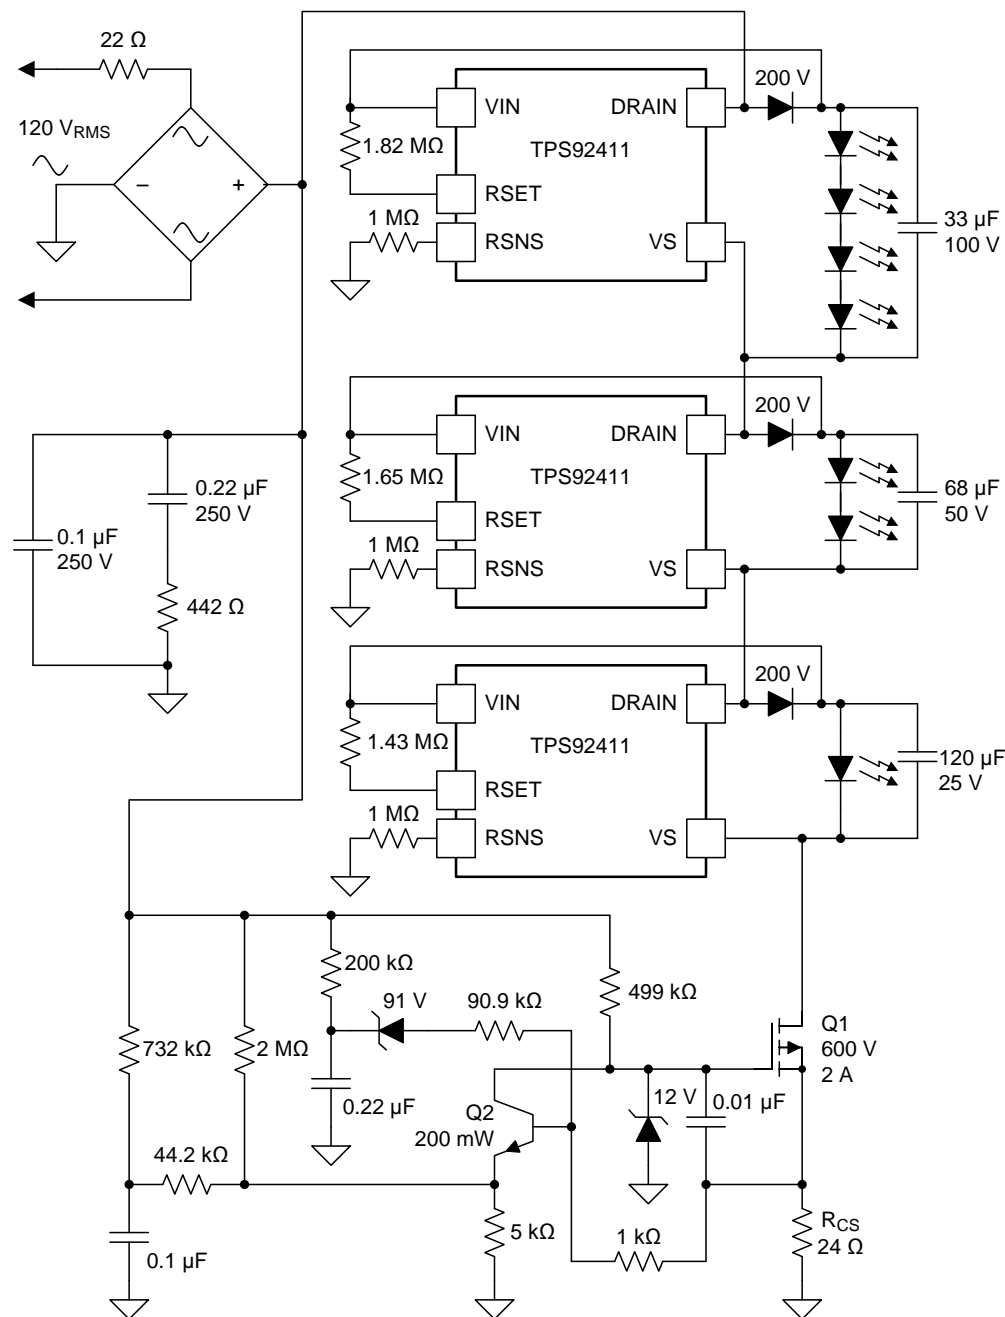 22 Ω
120 VRMS
−
+
VIN
DRAIN
200 V
1.82 MΩ
TPS92411
RSET
1 MΩ
RSNS
VS
33 µF
100 V
VIN
DRAIN
200 V
1.65 MΩ
TPS92411
RSET
1 MΩ
RSNS
VS
68 µF
50 V
0.22 µF
250 V
0.1 µF
250 V
442 Ω
VIN
DRAIN
200 V
1.43 MΩ
TPS92411
RSET
1 MΩ
RSNS
VS
120 µF
25 V
200 kΩ
91 V
90.9 kΩ
499 kΩ
732 kΩ
2 MΩ
Q1
600 V
2 A
0.22 µF
Q2
200 mW
12 V
0.01 µF
44.2 kΩ
5 kΩ
1 kΩ
RCS
24 Ω
0.1 µF